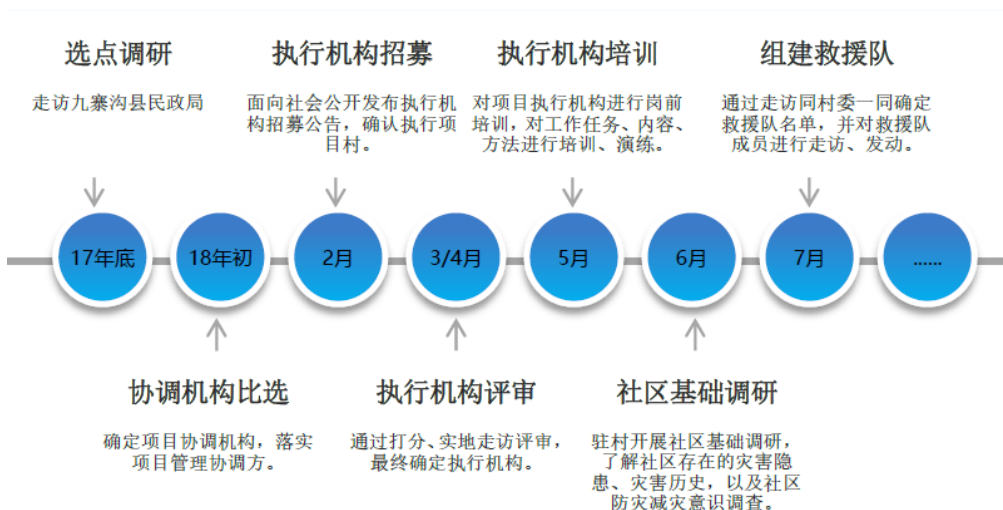 选点调研
走访九寨沟县民政局
执行机构招募
面向社会公开发布执行机
构招募公告，确认执行项
目村。
执行机构培训
对项目执行机构进行岗前
培训，对工作任务、内容、
方法进行培训、演练。
组建救援队
通过走访同村委一同确定
救援队名单，并对救援队
成员进行走访、发动。
17年底
18年初
2月
3/4月
5月
6月
7月
......
协调机构比选
确定项目协调机构，落实
项目管理协调方。
执行机构评审
通过打分、实地走访评审，
最终确定执行机构。
社区基础调研
驻村开展社区基础调研，
了解社区存在的灾害隐
患、灾害历史，以及社区
防灾减灾意识调查。